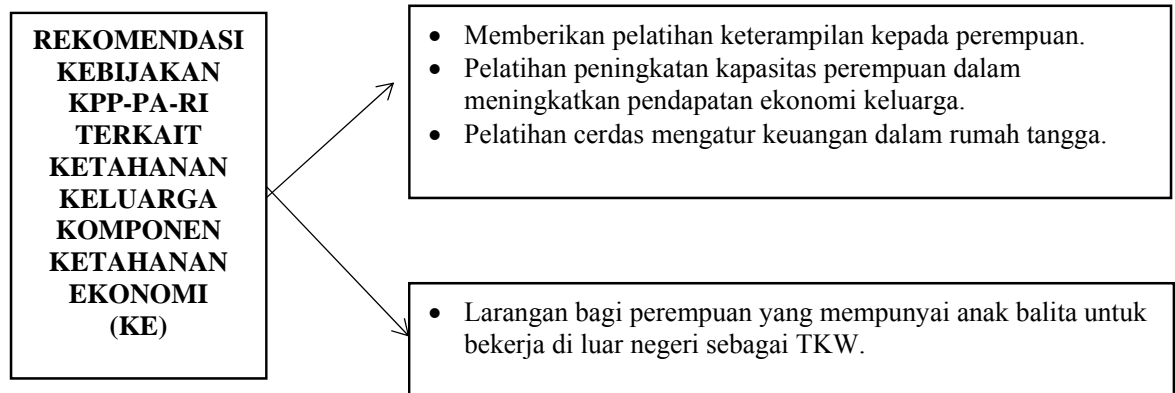 REKOMENDASI
KEBIJAKAN
KPP-PA-RI
TERKAIT
KETAHANAN
KELUARGA
KOMPONEN
KETAHANAN
EKONOMI
(KE)
• Memberikan pelatihan keterampilan kepada perempuan.
• Pelatihan peningkatan kapasitas perempuan dalam
meningkatkan pendapatan ekonomi keluarga.
• Pelatihan cerdas mengatur keuangan dalam rumah tangga.
• Larangan bagi perempuan yang mempunyai anak balita untuk
bekerja di luar negeri sebagai TKW.